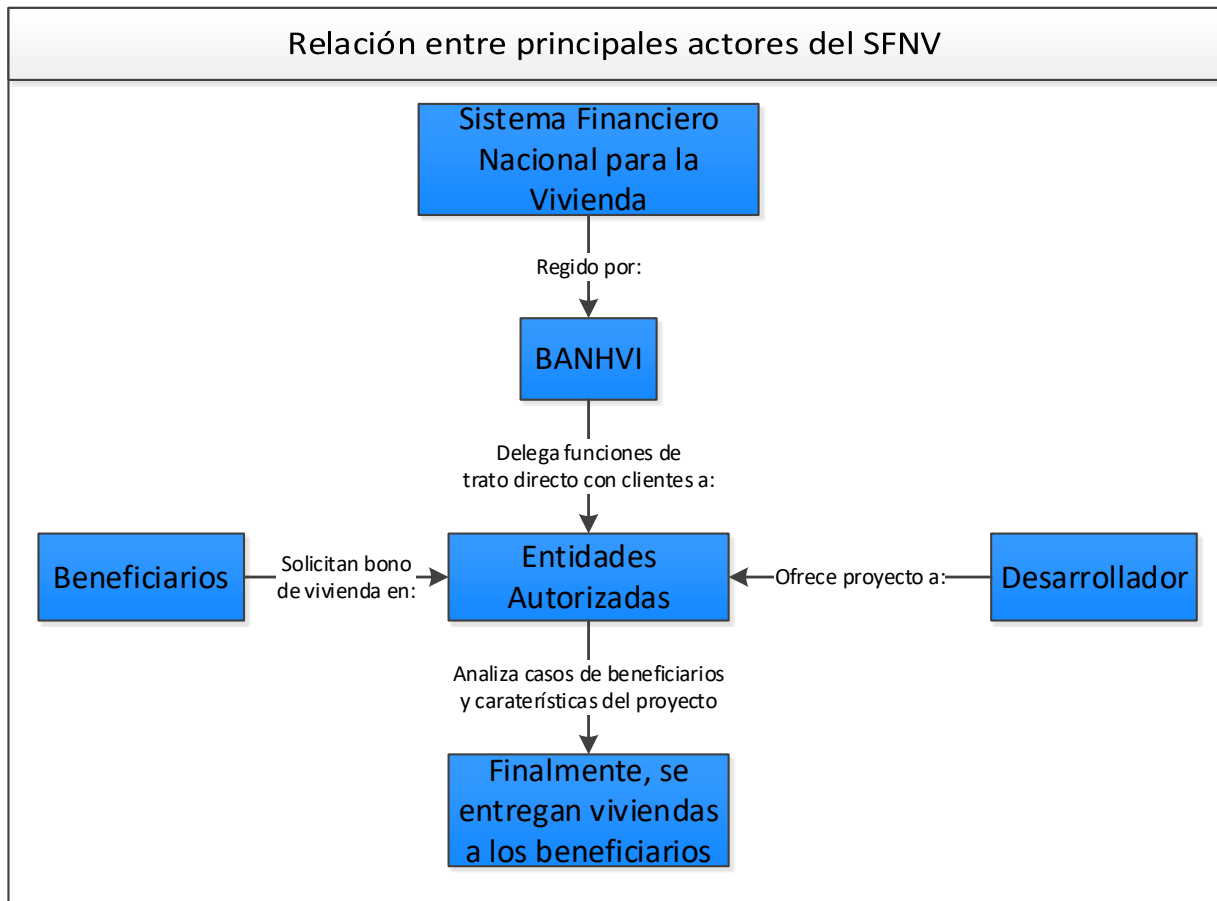 Relación entre principales actores del SFNV
Sistema Financiero
Nacional para la
Vivienda
Regido por:
BANHVI
Delega funciones de
trato directo con clientes a:
Beneficiarios
Solicitan bono
de vivienda en:
Entidades
Autorizadas
Ofrece proyecto a:
Desarrollador
Analiza casos de beneficiarios
y caraterísticas del proyecto
Finalmente, se
entregan viviendas
a los beneficiarios